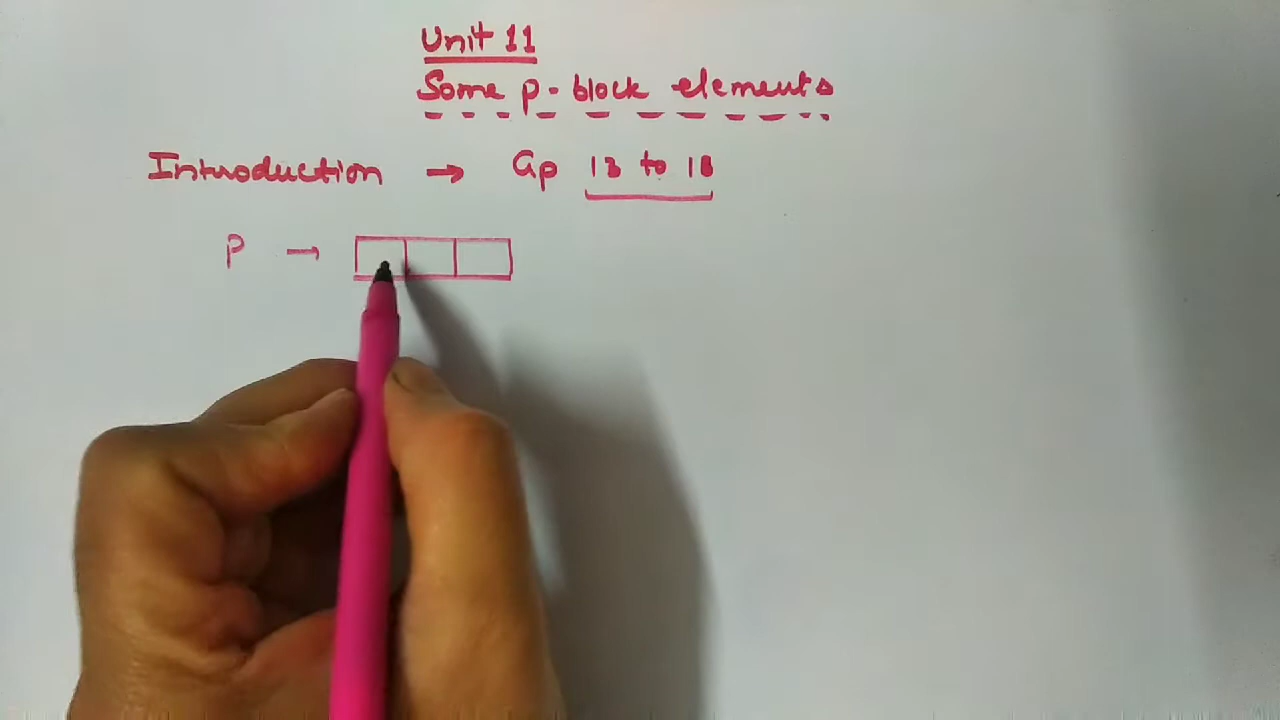 Unit 11
Some p-block elements
Introduction → Gp 13 to 18
P →